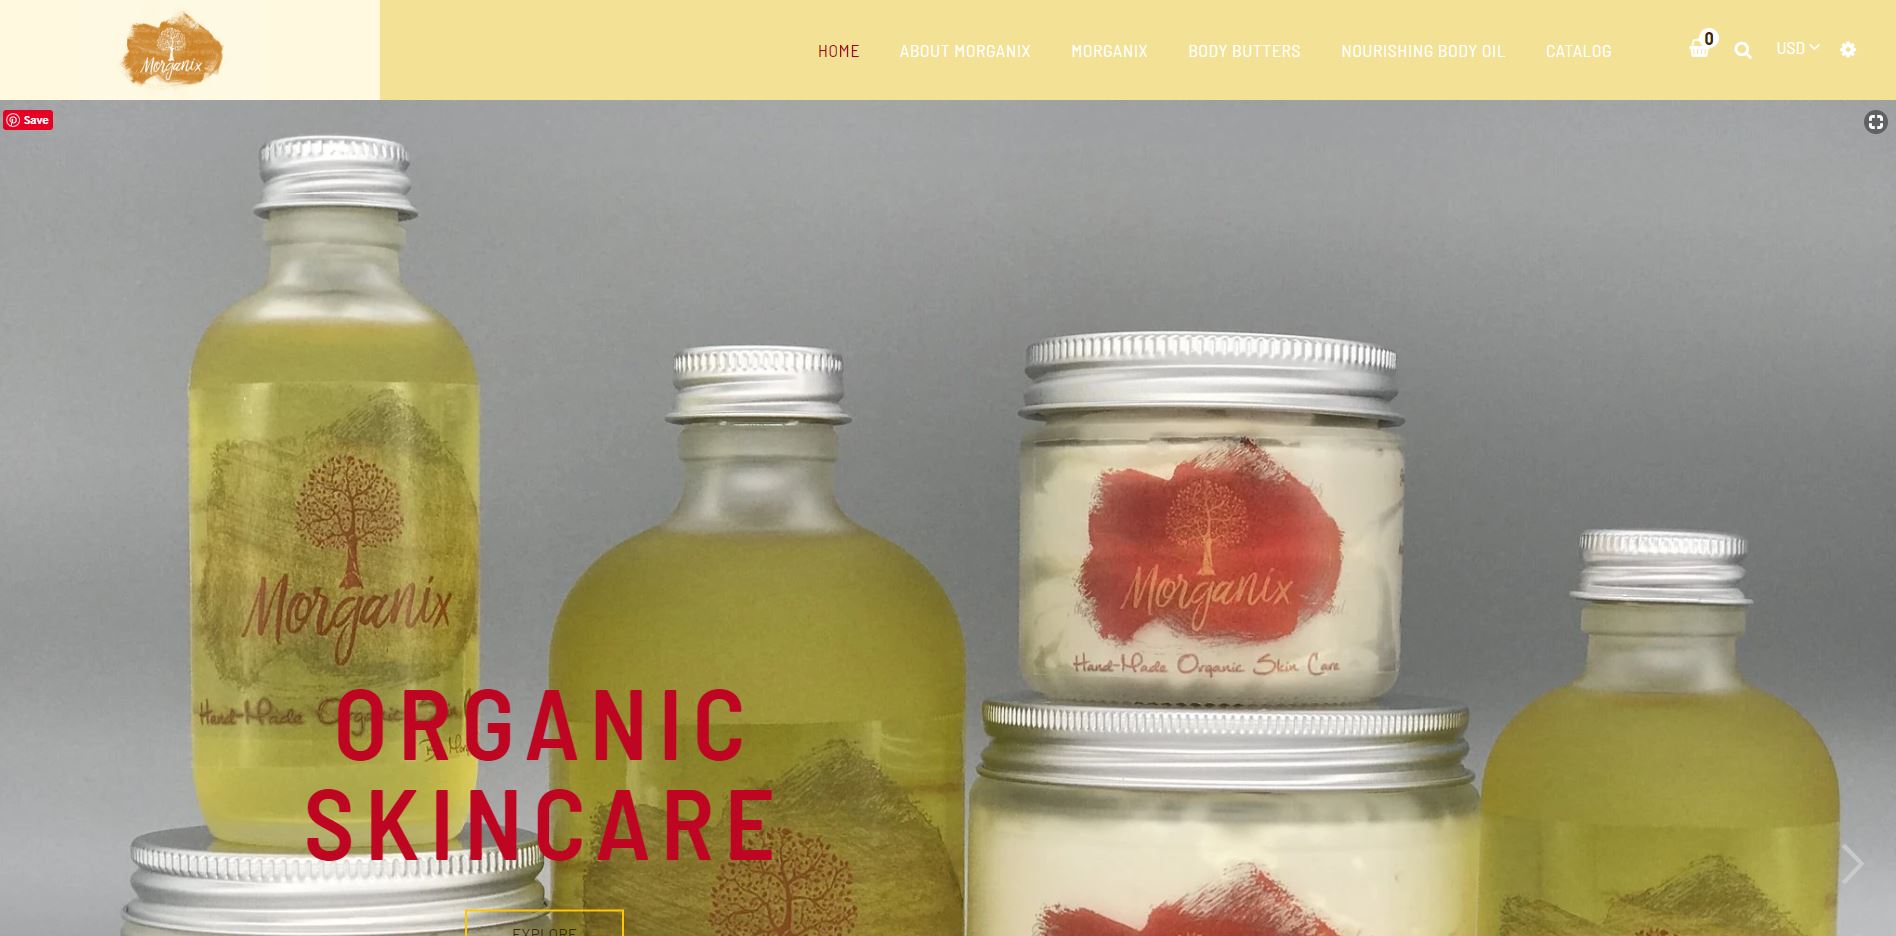 Morganix
HOME ABOUT MORGANIX MORGANIX BODY BUTTERS NOURISHING BODY OIL CATALOG 0 USD
Save
Morganix
Hand-Made Organic Skin
Morganix
Hand-Made Organic Skin Care
ORGANIC
SKINCARE
EXPLORE